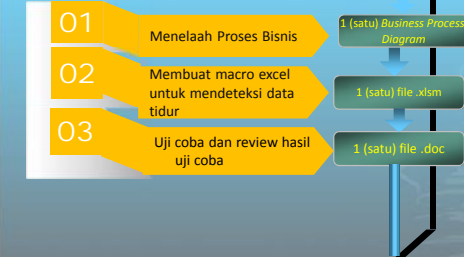 01
Menelaah Proses Bisnis
1 (satu) Business Process
Diagram
02
Membuat macro excel
untuk mendeteksi data
tidur
1 (satu) file .xlsm
03
Uji coba dan review hasil
uji coba
1 (satu) file .doc